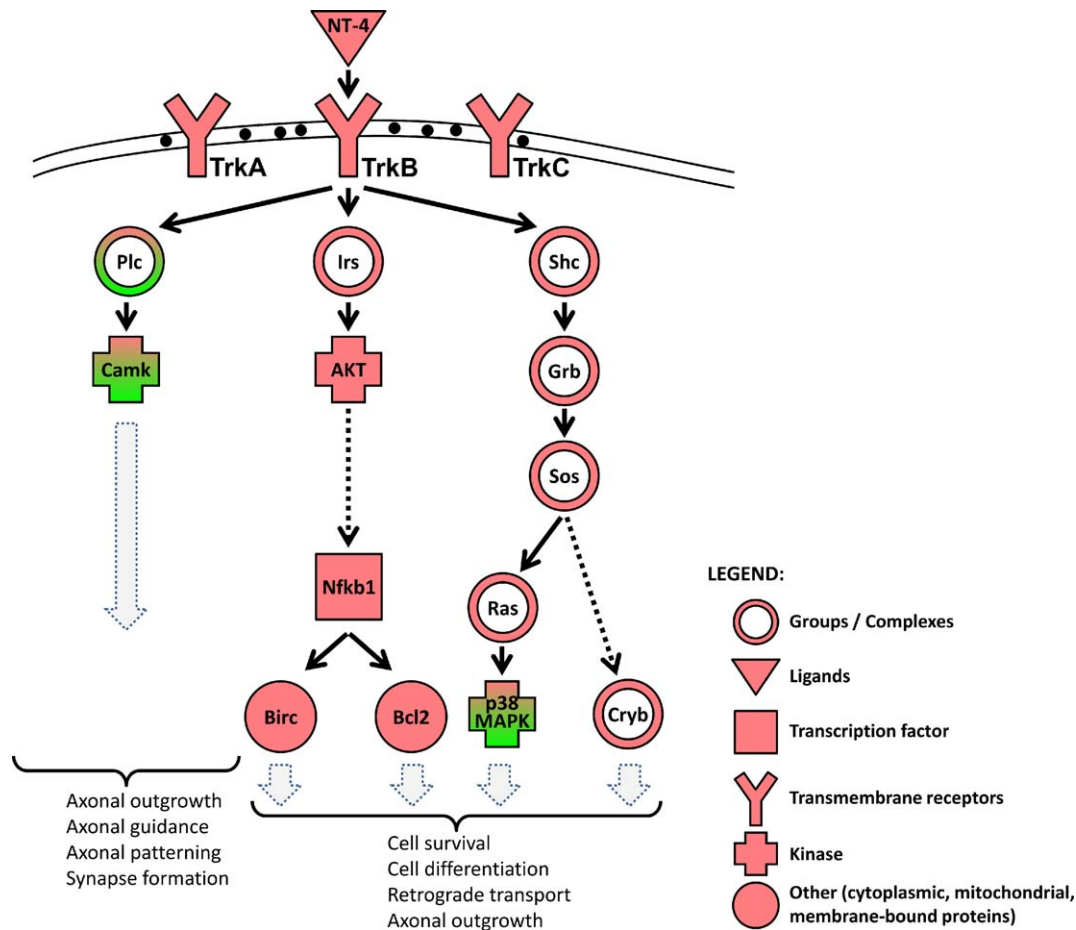 NT-4
TrkA
TrkB
TrkC
Plc
Irs
Shc
Camk
AKT
Grb
Sos
Nfkb1
Ras
Birc
Bcl2
p38
MAPK
Cryb
Axonal outgrowth
Axonal guidance
Axonal patterning
Synapse formation
Cell survival
Cell differentiation
Retrograde transport
Axonal outgrowth
LEGEND:
Groups / Complexes
Ligands
Transcription factor
Transmembrane receptors
Kinase
Other (cytoplasmic, mitochondrial,
membrane-bound proteins)